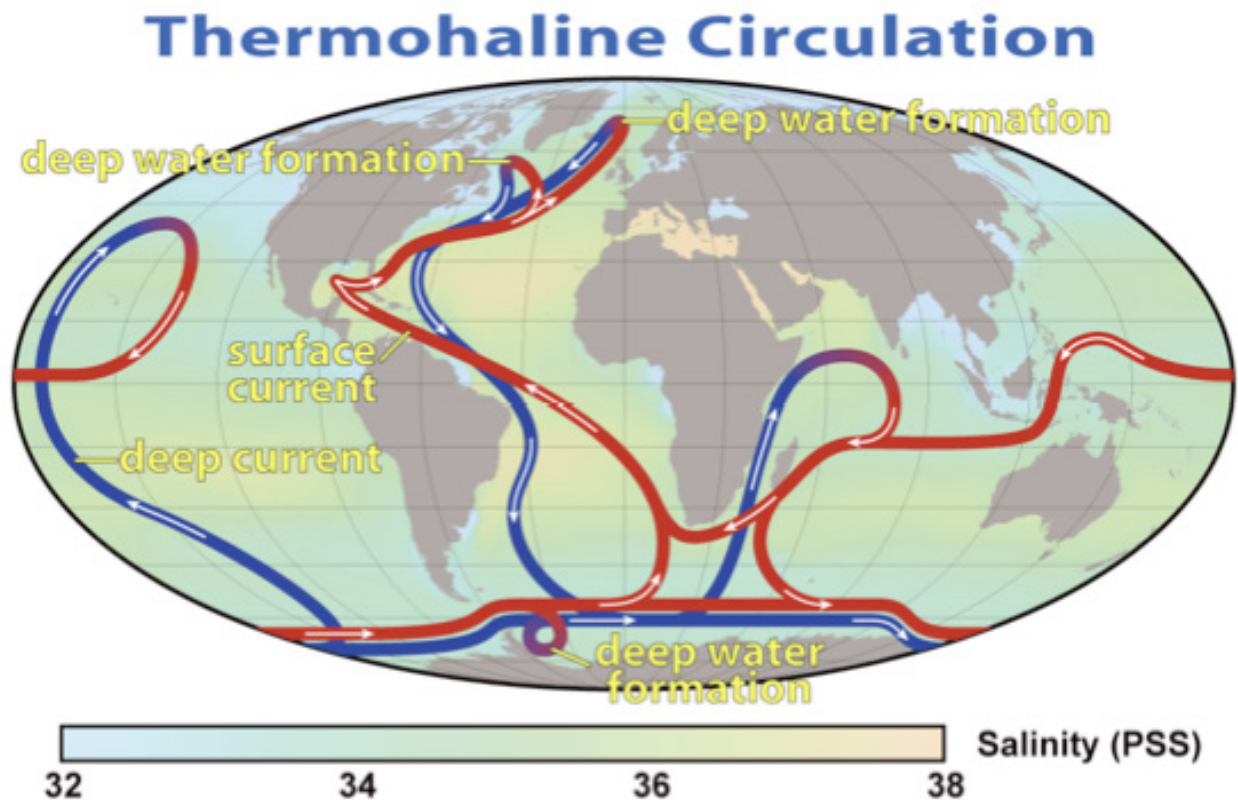 Thermohaline Circulation
deep water formation
deep water formation
surface
current
deep current
deep water
formation
Salinity (PSS)
32 34 36 38